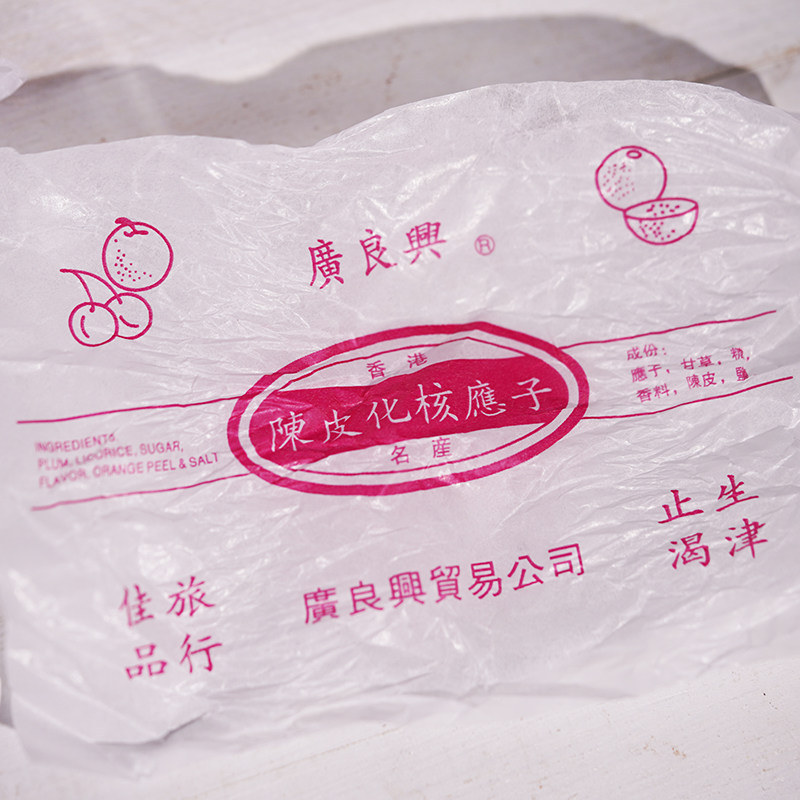 廣良興®
香港
陳皮化核應子
名産
INGREDIENTS
PLUM, LICORICE, SUGAR,
FLAVOR, ORANGE PEEL & SALT
成份：
應子，甘草，糖，
香料，陳皮，鹽
旅行
佳品
廣良興貿易公司
生津
止渴